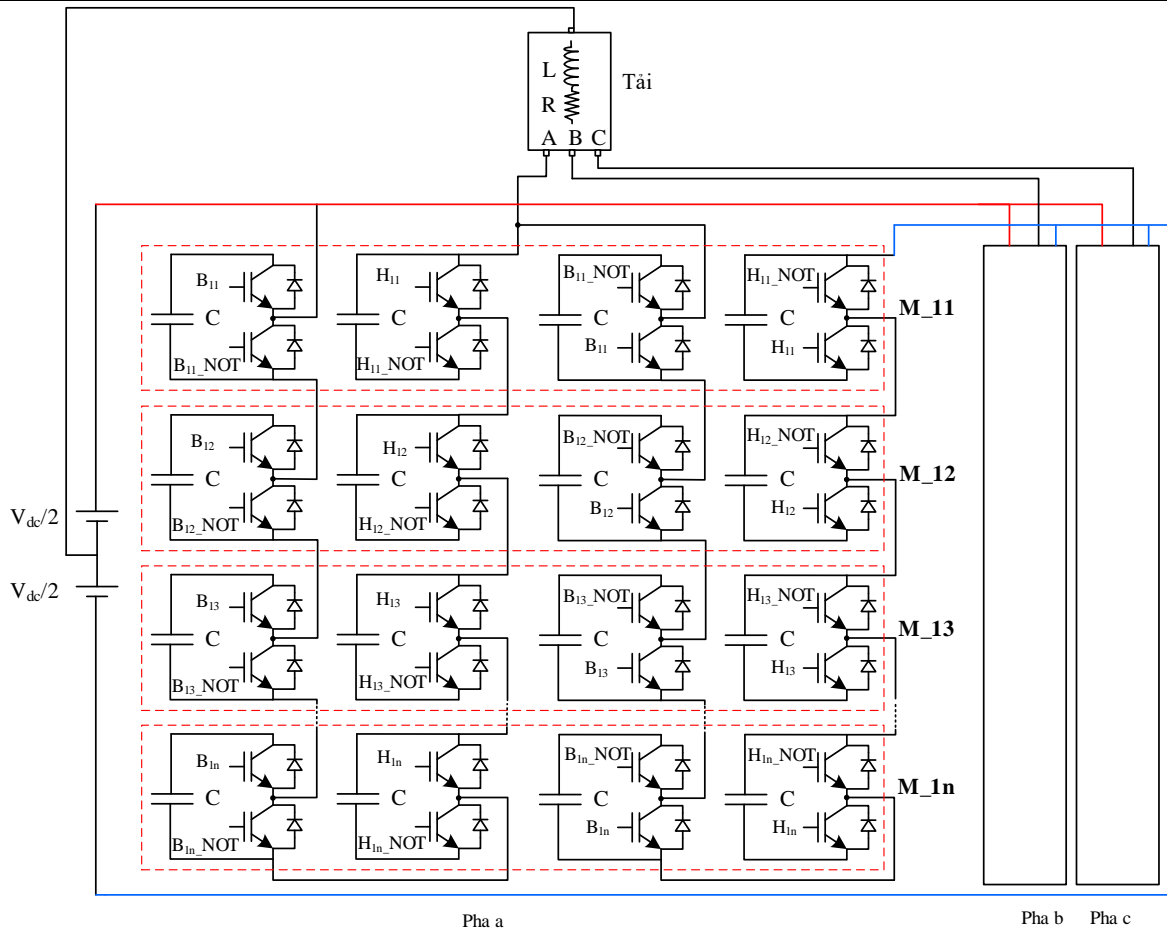 L
Tải
R
A B C
B11 H11 B11_NOT H11_NOT
C C C C M_11
B11_NOT H11_NOT B11 H11
B12 H12 B12_NOT H12_NOT
C C C C M_12
B12_NOT H12_NOT B12 H12
Vdc/2
Vdc/2
B13 H13 B13_NOT H13_NOT
C C C C M_13
B13_NOT H13_NOT B13 H13
B1n H1n B1n_NOT H1n_NOT
C C C C M_1n
B1n_NOT H1n_NOT B1n H1n
Pha a Pha b Pha c